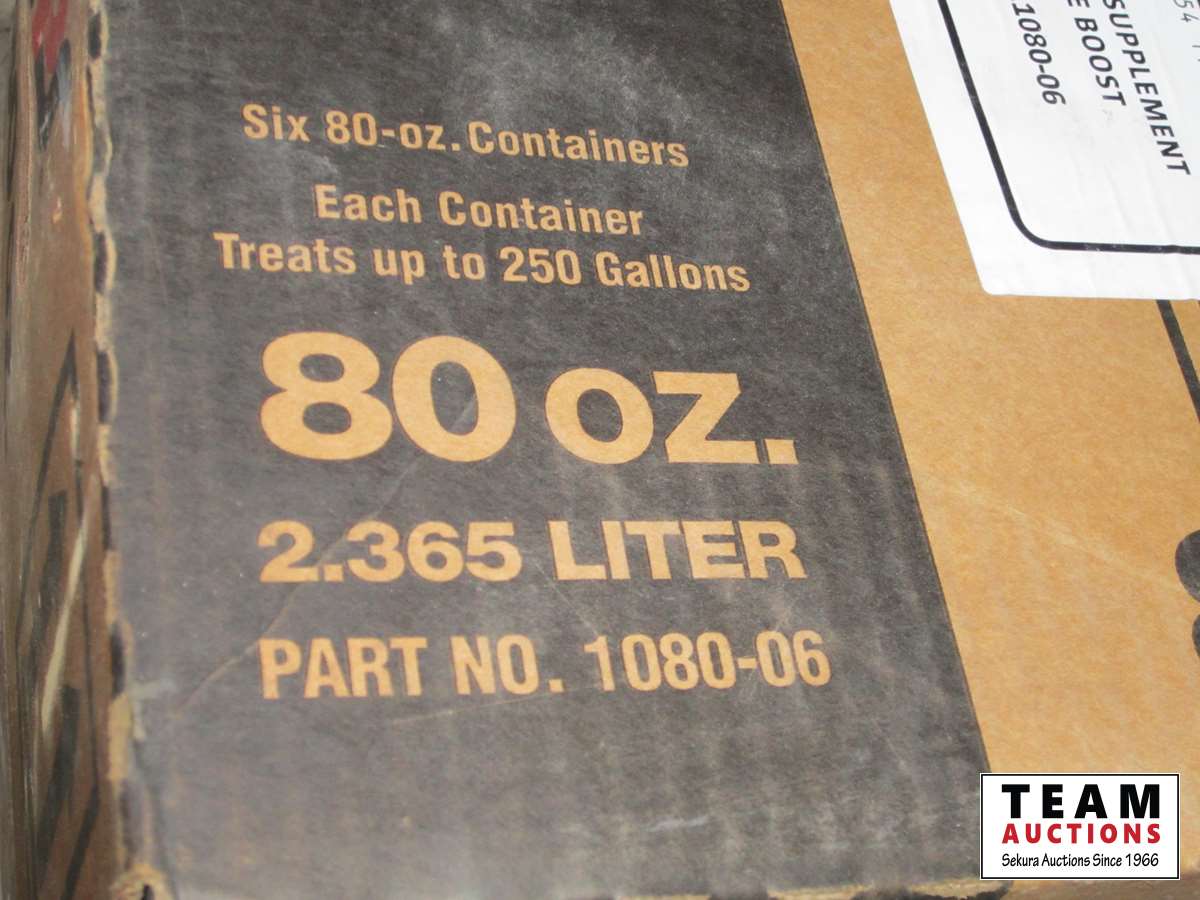 Six 80-oz. Containers
Each Container
Treats up to 250 Gallons
80 oz.
2.365 LITER
PART NO. 1080-06
SUPPLEMENT
BOOST
1080-06
TEAM
AUCTIONS
Sekura Auctions Since 1966